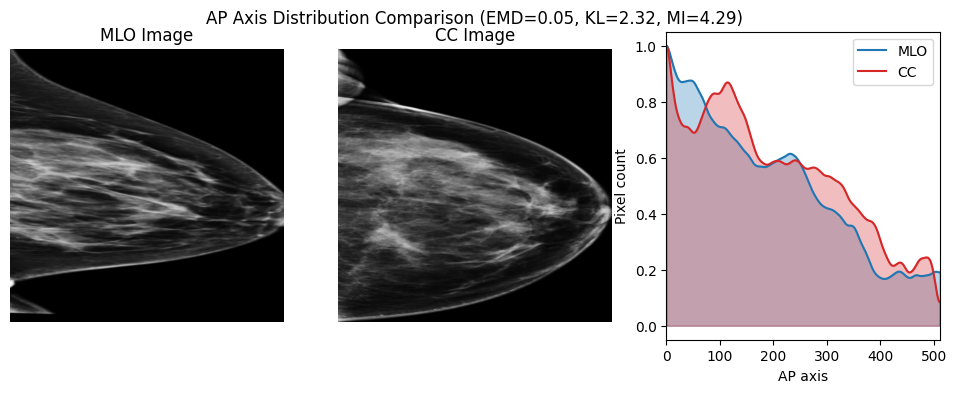 AP Axis Distribution Comparison (EMD=0.05, KL=2.32, MI=4.29)
MLO Image
CC Image
MLO
CC
1.0
0.8
0.6
0.4
0.2
0.0
Pixel count
0 100 200 300 400 500
AP axis